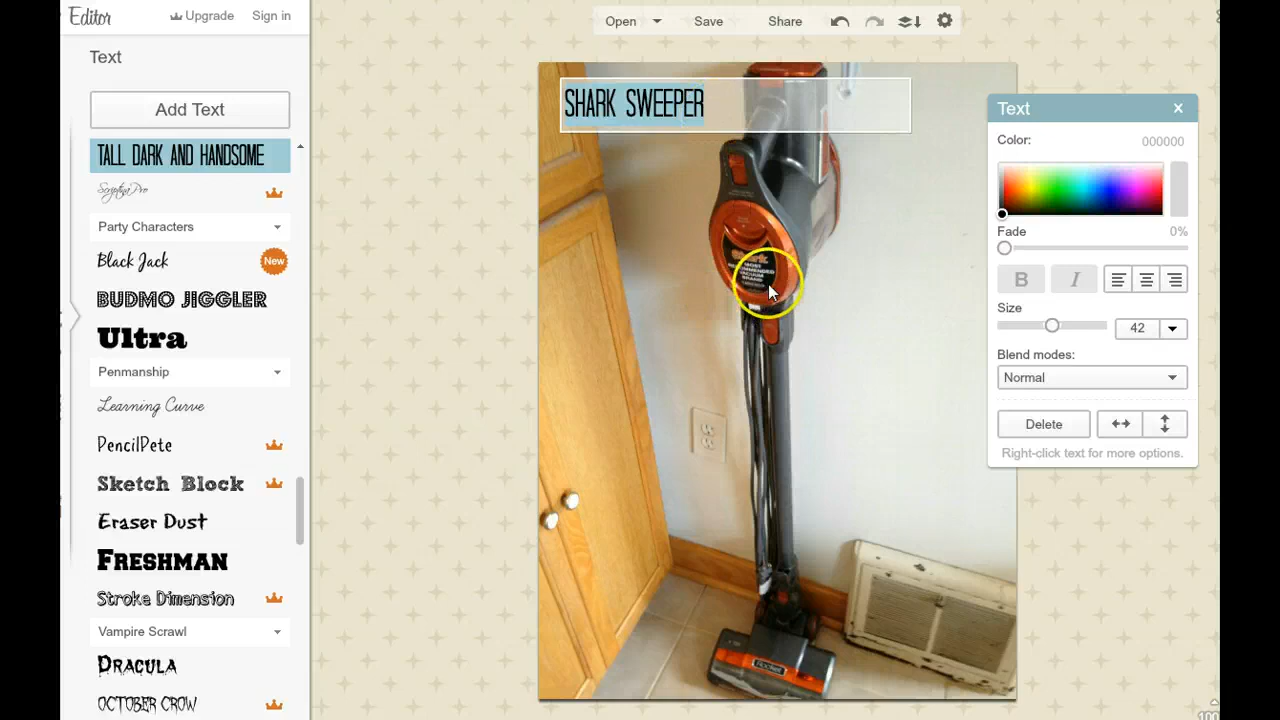 Editor
Upgrade
Sign in
Open
Save
Share
Text
Add Text
TALL DARK AND HANDSOME
ScriptinaPro
Party Characters
Black Jack
New
BUDMO JIGGLER
Ultra
Penmanship
Learning Curve
PencilPete
Sketch Block
Eraser Dust
FRESHMAN
Stroke Dimension
Vampire Scrawl
DRACULA
OCTOBER CROW
SHARK SWEEPER
Shark
Rocket
Text
Color:
000000
Fade
0%
B
I
Size
42
Blend modes:
Normal
Delete
Right-click text for more options.